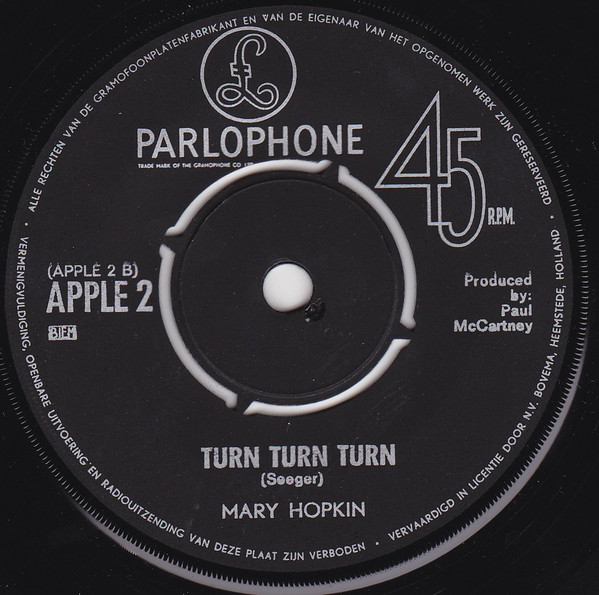 ALLE RECHTEN VAN DE GRAMOFOONPLATENFABRIKANT EN VAN DE EIGENAAR VAN HET OPGENOMEN WERK ZIJN GERESERVEERD ·
£
PARLOPHONE
TRADE MARK OF THE GRAMOPHONE CO LTD
45
R.P.M.
(APPLE 2 B)
APPLE 2
BIEM
Produced
by:
Paul
McCartney
TURN TURN TURN
(Seeger)
MARY HOPKIN
· VERMENIGVULDIGING, OPENBARE UITVOERING EN RADIOUITZENDING VAN DEZE PLAAT ZIJN VERBODEN ·
VERVAARDIGD IN LICENTIE DOOR N.V. BOVEMA, HEEMSTEDE, HOLLAND ·